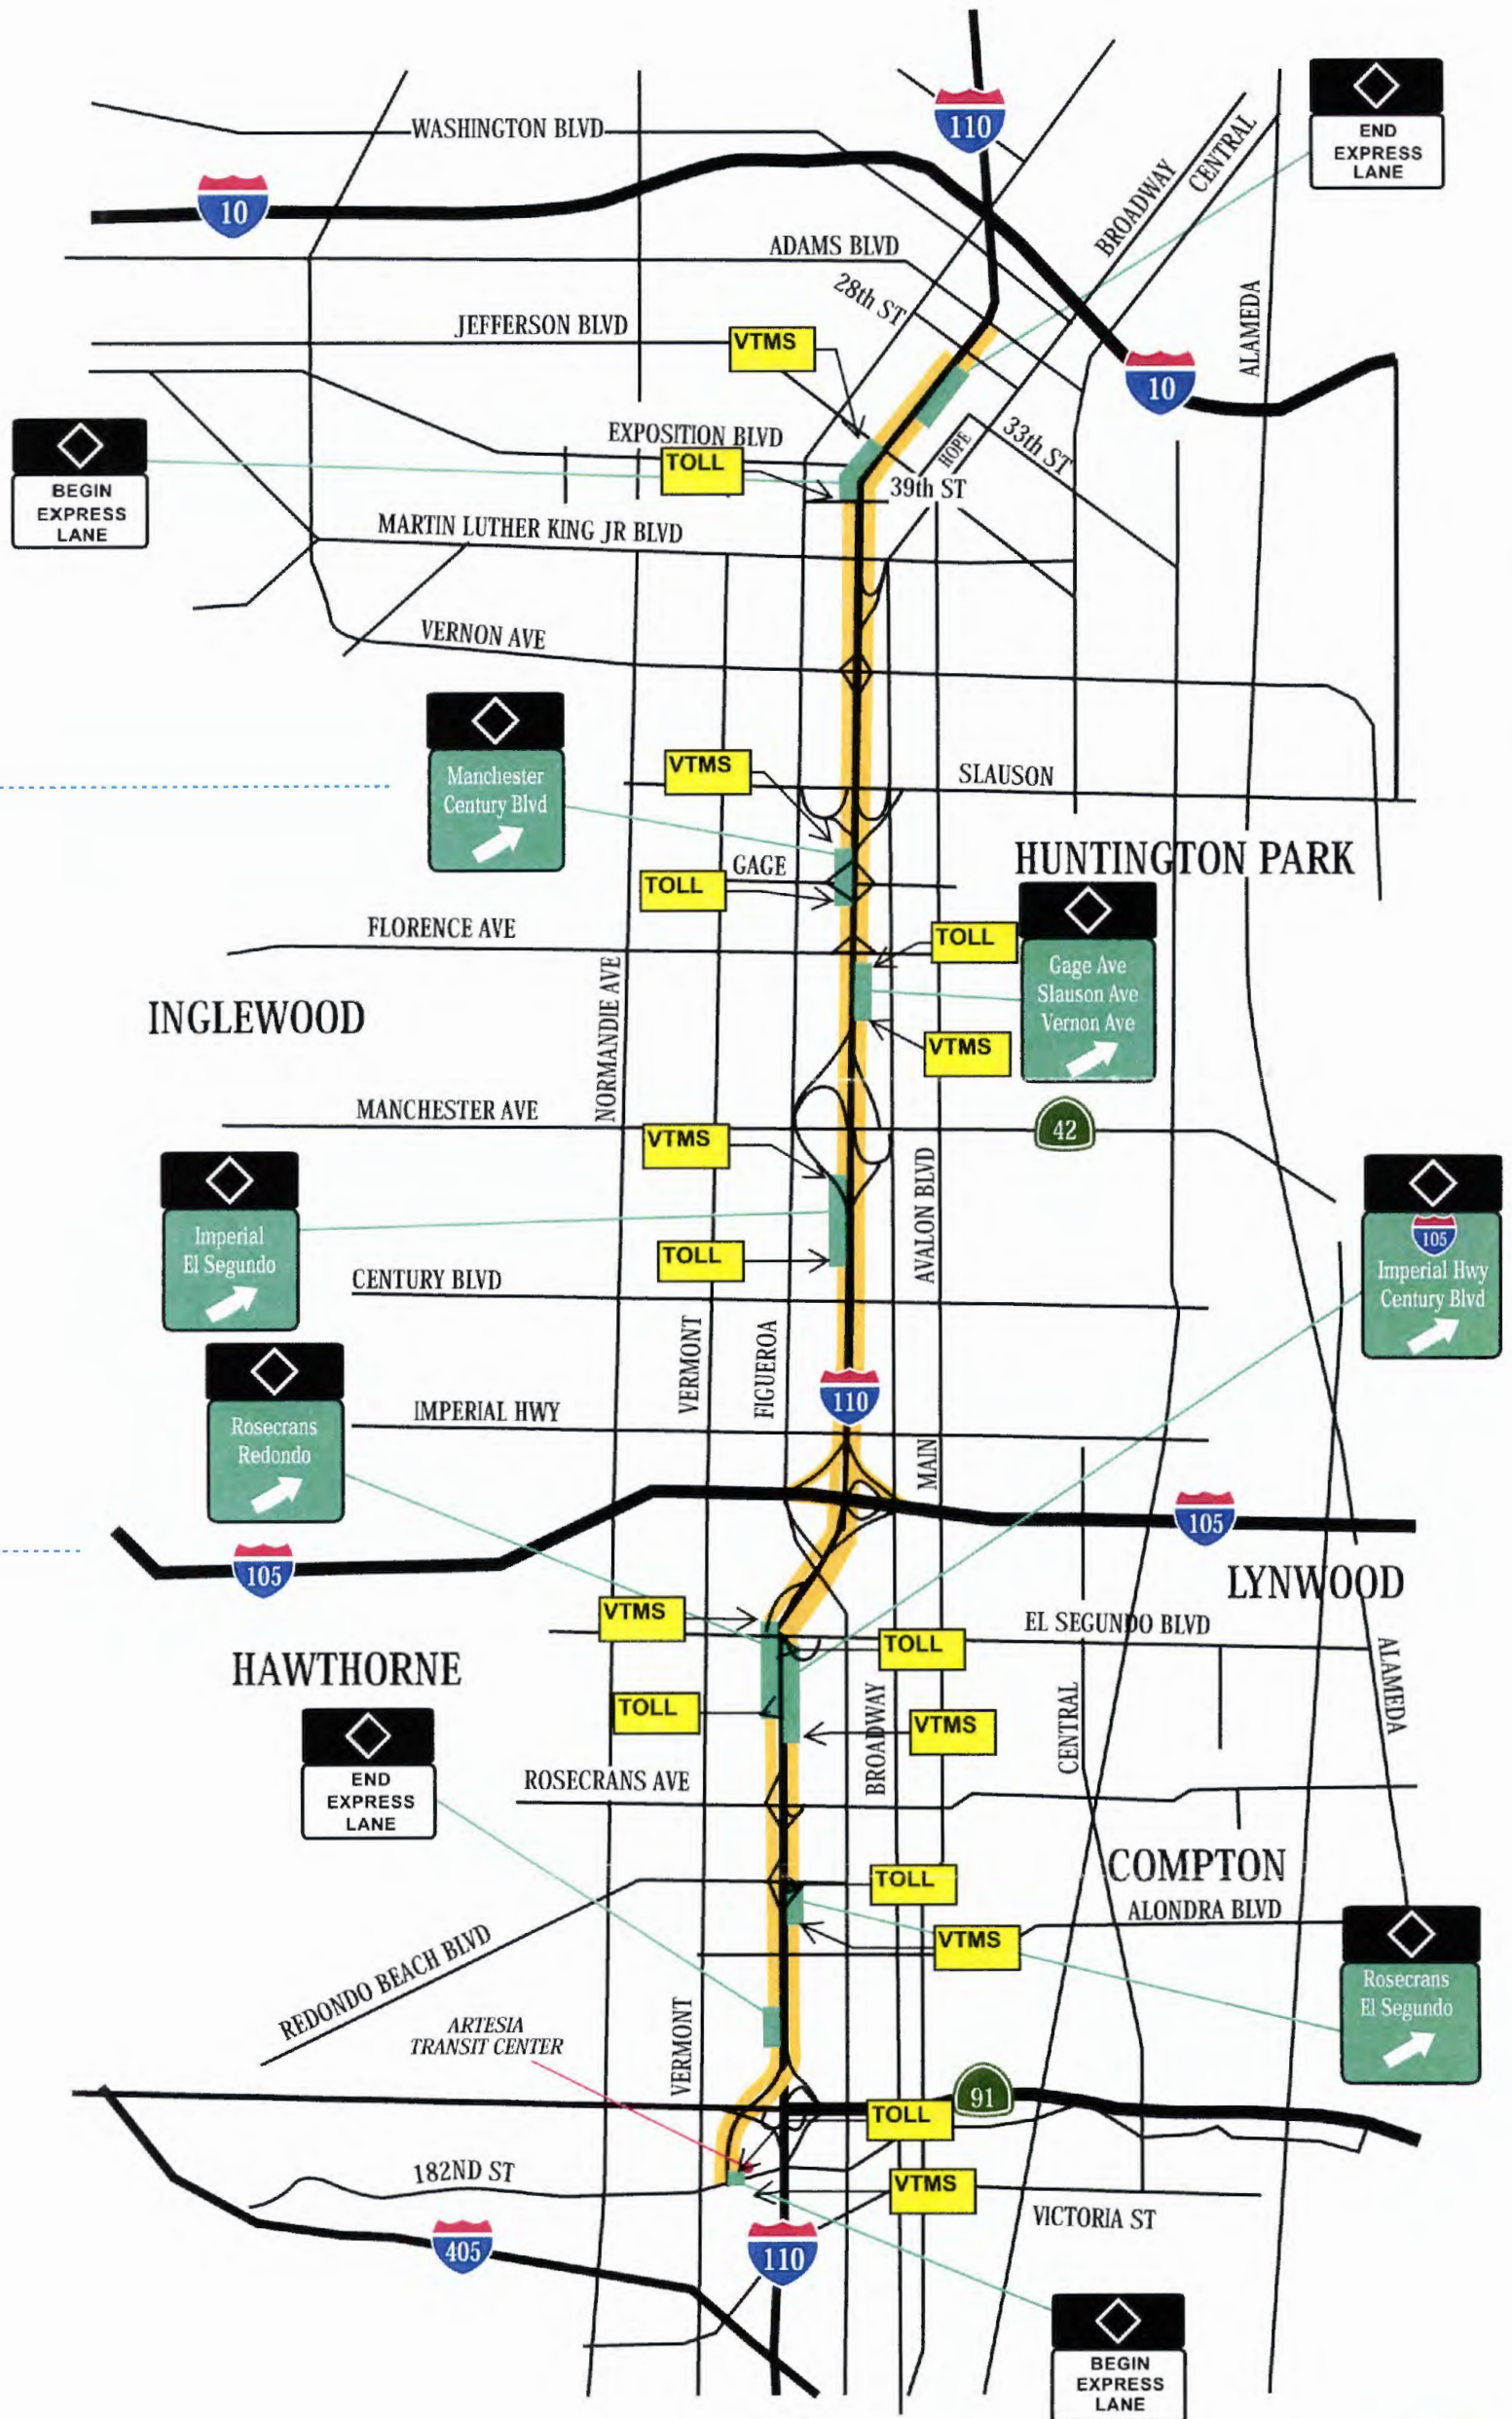 110
END
EXPRESS
LANE
WASHINGTON BLVD
BROADWAY
CENTRAL
10
ADAMS BLVD
28th ST
ALAMEDA
JEFFERSON BLVD
VTMS
10
EXPOSITION BLVD
TOLL
HOPE
33th ST
39th ST
BEGIN
EXPRESS
LANE
MARTIN LUTHER KING JR BLVD
VERNON AVE
Manchester
Century Blvd
VTMS
SLAUSON
GAGE
TOLL
HUNTINGTON PARK
FLORENCE AVE
TOLL
Gage Ave
Slauson Ave
Vernon Ave
INGLEWOOD
NORMANDIE AVE
VTMS
MANCHESTER AVE
VTMS
42
AVALON BLVD
Imperial
El Segundo
TOLL
105
Imperial Hwy
Century Blvd
CENTURY BLVD
VERMONT
FIGUEROA
110
Rosecrans
Redondo
IMPERIAL HWY
MAIN
105
105
LYNWOOD
VTMS
EL SEGUNDO BLVD
TOLL
HAWTHORNE
ALAMEDA
TOLL
VTMS
BROADWAY
CENTRAL
END
EXPRESS
LANE
ROSECRANS AVE
COMPTON
TOLL
ALONDRA BLVD
VTMS
REDONDO BEACH BLVD
Rosecrans
El Segundo
ARTESIA
TRANSIT CENTER
VERMONT
91
TOLL
182ND ST
VTMS
VICTORIA ST
405
110
BEGIN
EXPRESS
LANE